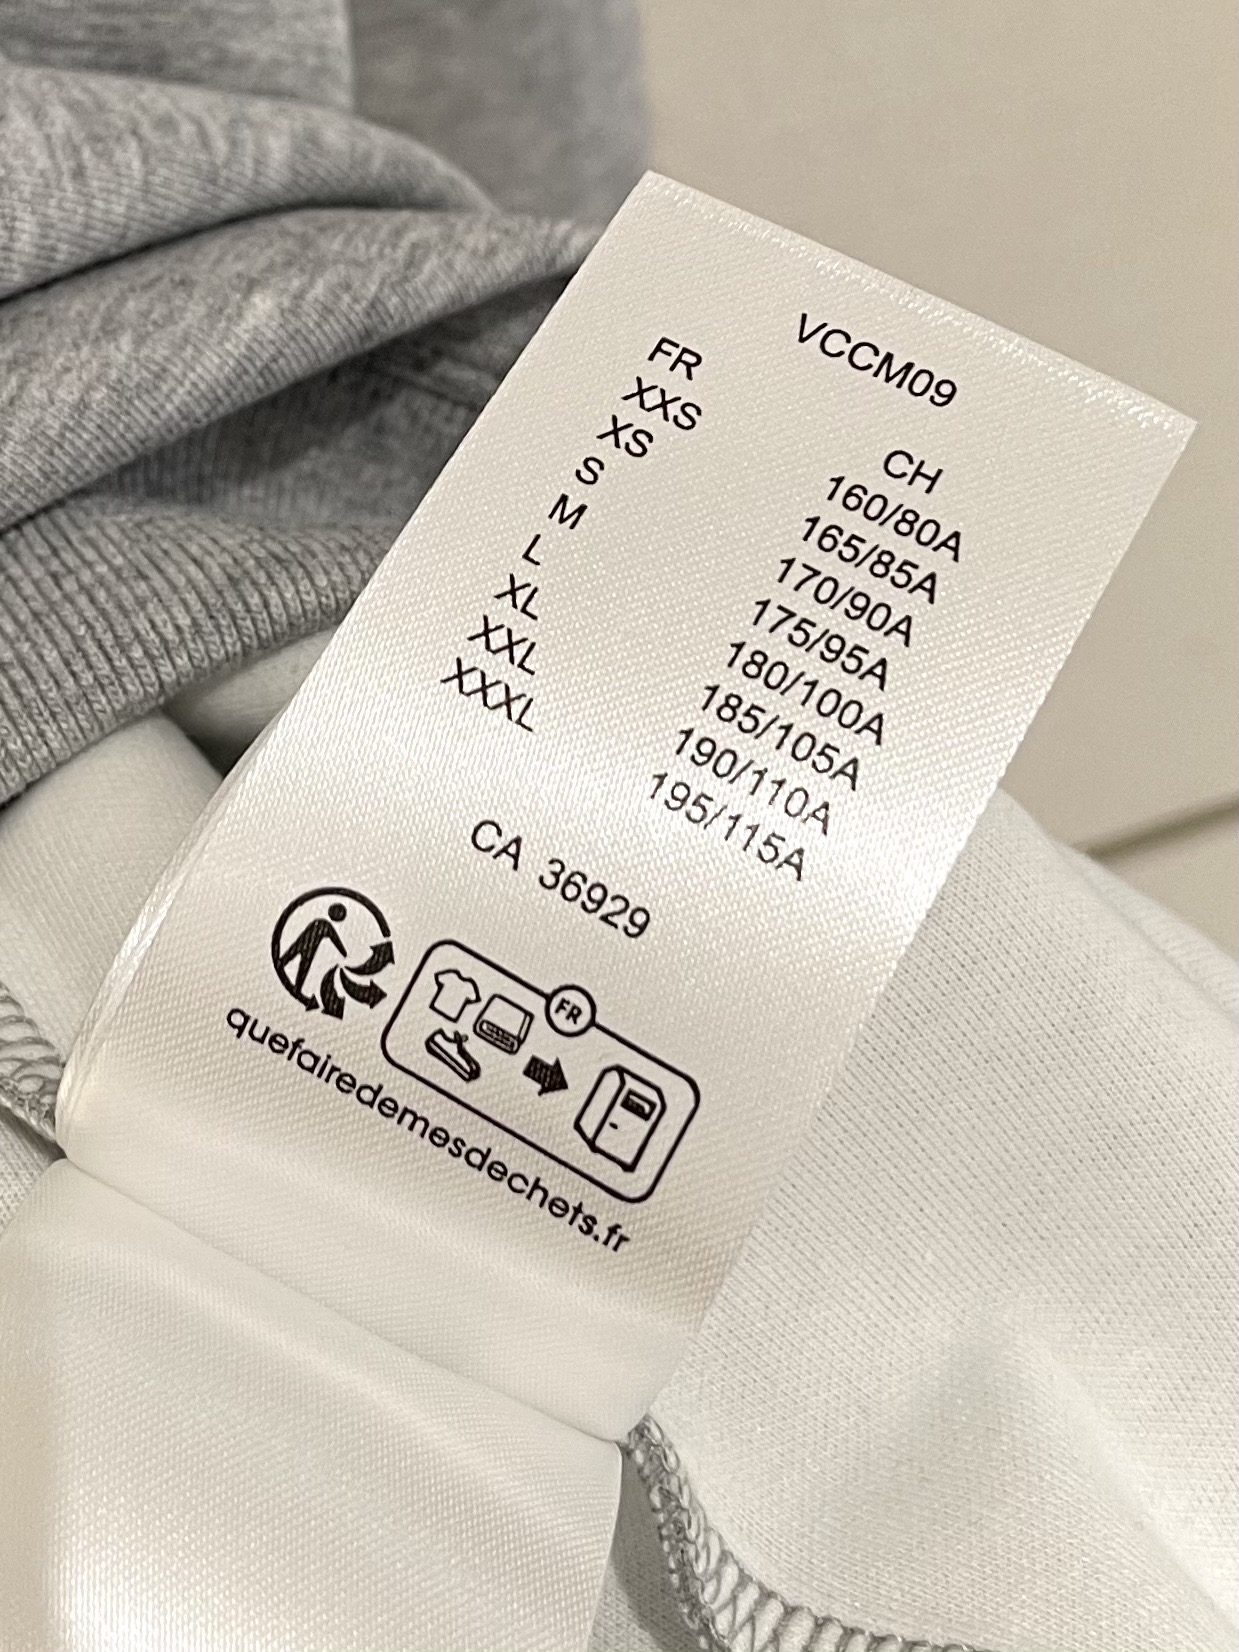 VCCM09
FR CH
XXS 160/80A
XS 165/85A
S 170/90A
M 175/95A
L 180/100A
XL 185/105A
XXL 190/110A
XXXL 195/115A
CA 36929
FR
quefairedemesdechets.fr